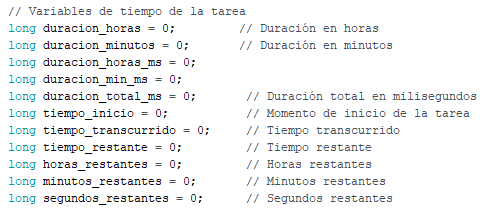 // Variables de tiempo de la tarea
long duracion_horas = 0;         // Duración en horas
long duracion_minutos = 0;       // Duración en minutos
long duracion_horas_ms = 0;
long duracion_min_ms = 0;
long duracion_total_ms = 0;       // Duración total en milisegundos
long tiempo_inicio = 0;           // Momento de inicio de la tarea
long tiempo_transcurrido = 0;     // Tiempo transcurrido
long tiempo_restante = 0;         // Tiempo restante
long horas_restantes = 0;         // Horas restantes
long minutos_restantes = 0;       // Minutos restantes
long segundos_restantes = 0;      // Segundos restantes